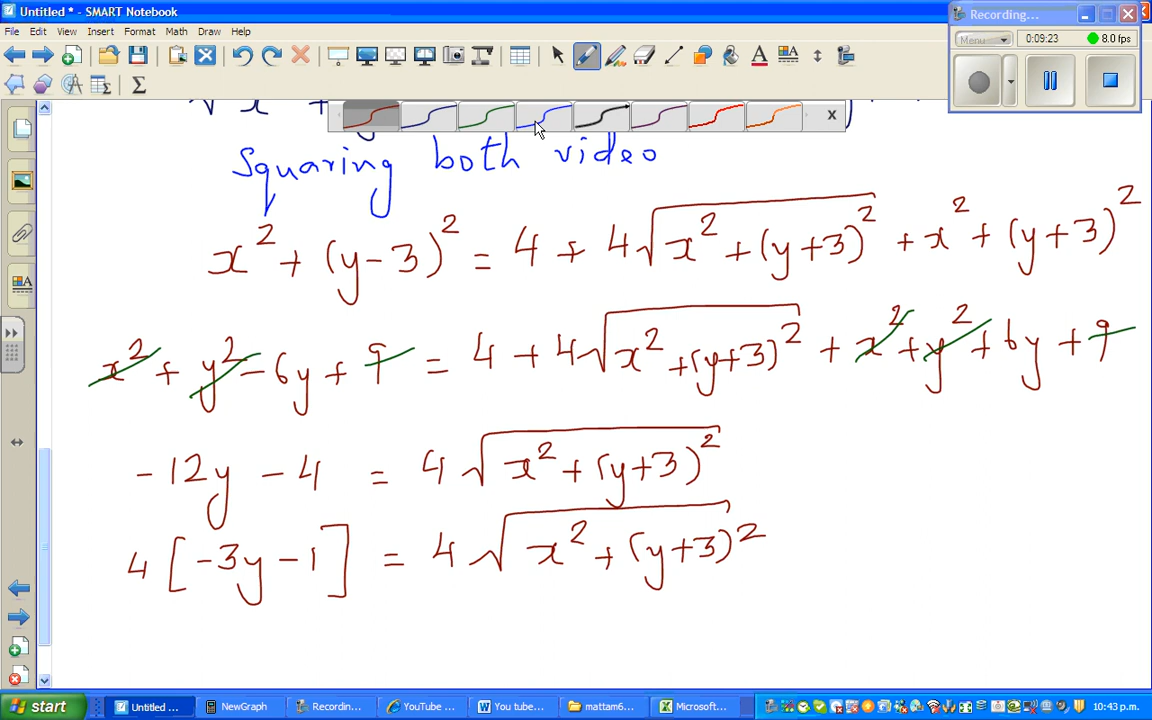 Untitled * - SMART Notebook
Recording...
File Edit View Insert Format Math Draw Help
Menu
0:09:23
8.0 fps
A
Σ
x
Squaring both video
x² + (y-3)² = 4 + 4√(x² + (y+3)²) + x² + (y+3)²
x² + y² - 6y + 9 = 4 + 4√(x² + (y+3)²) + x² + y² + 6y + 9
-12y - 4 = 4√(x² + (y+3)²)
4[-3y - 1] = 4√(x² + (y+3)²)
start
Untitled ...
NewGraph
Recordin...
YouTube ...
You tube...
mattam6...
Microsoft...
10:43 p.m.